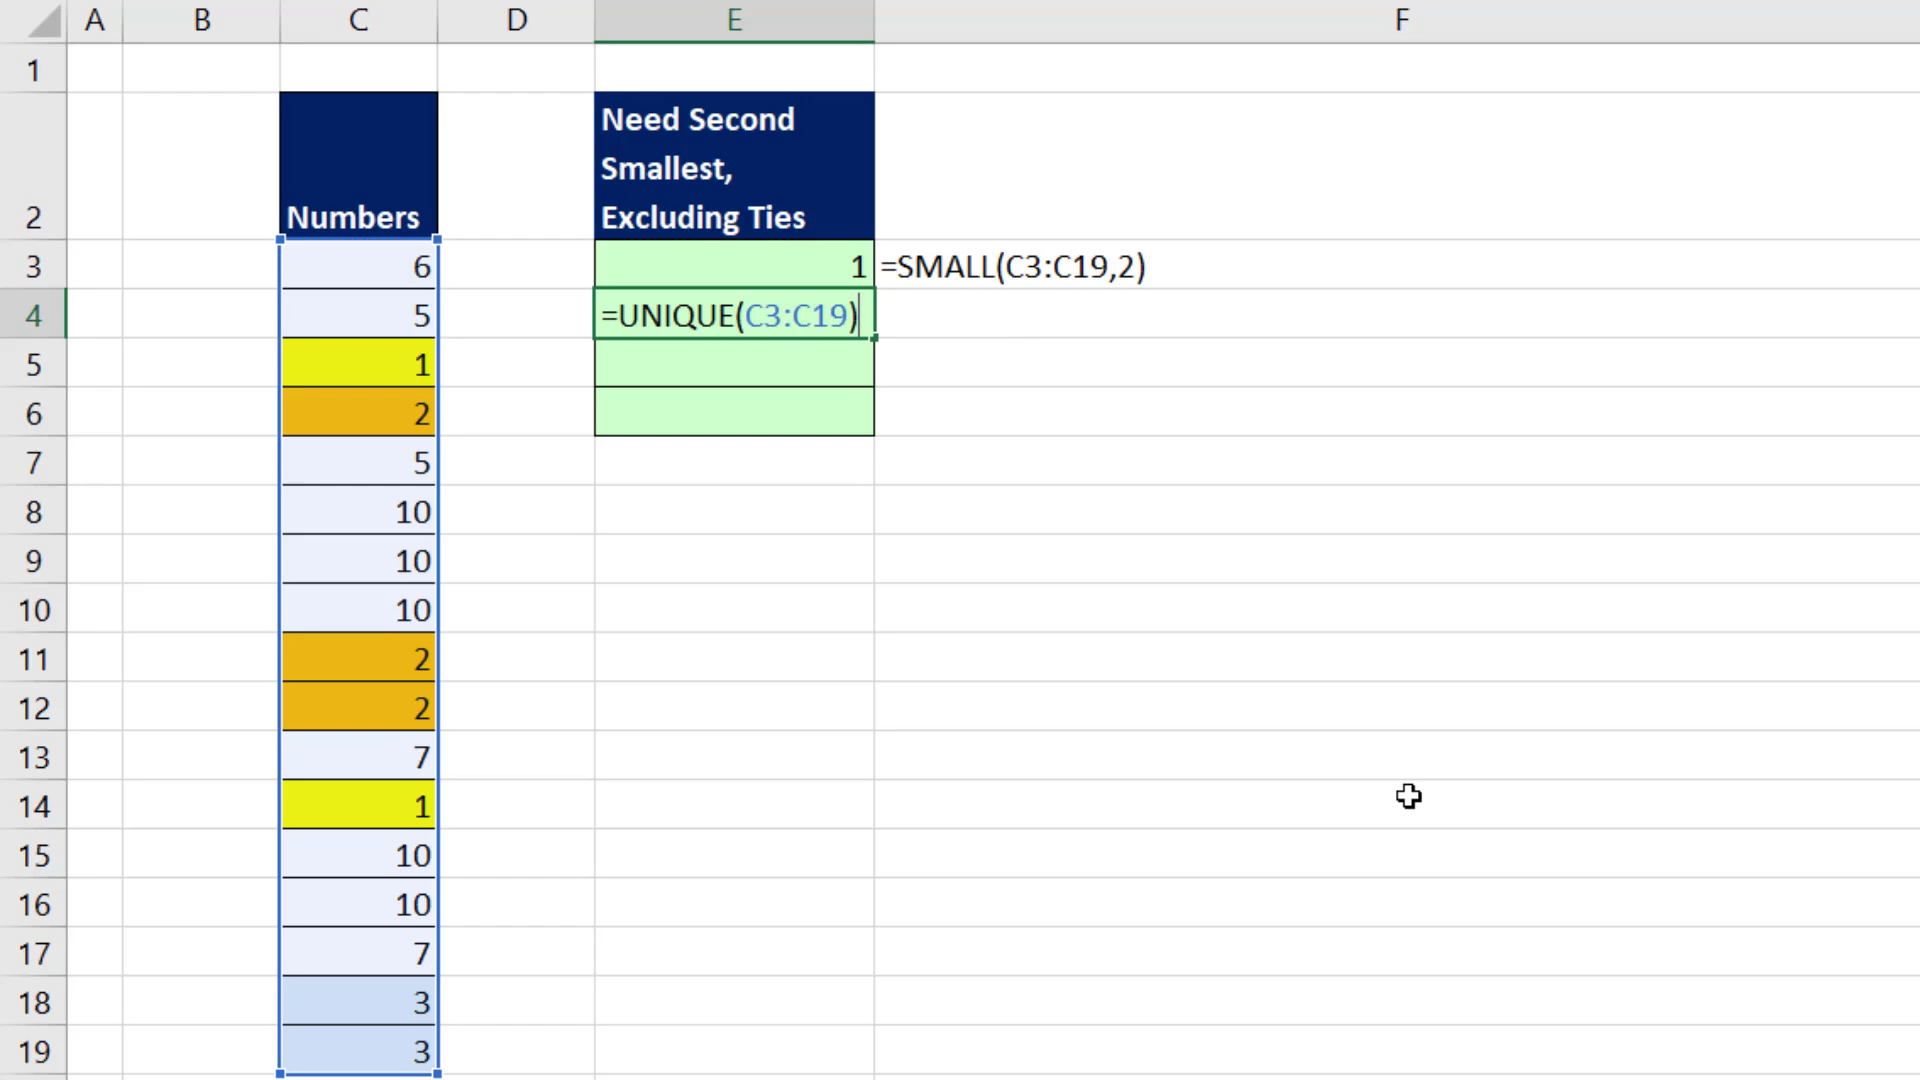 A B C D E F
1
2 Numbers Need Second
Smallest,
Excluding Ties
3 6 1 =SMALL(C3:C19,2)
4 5 =UNIQUE(C3:C19)
5 1
6 2
7 5
8 10
9 10
10 10
11 2
12 2
13 7
14 1
15 10
16 10
17 7
18 3
19 3